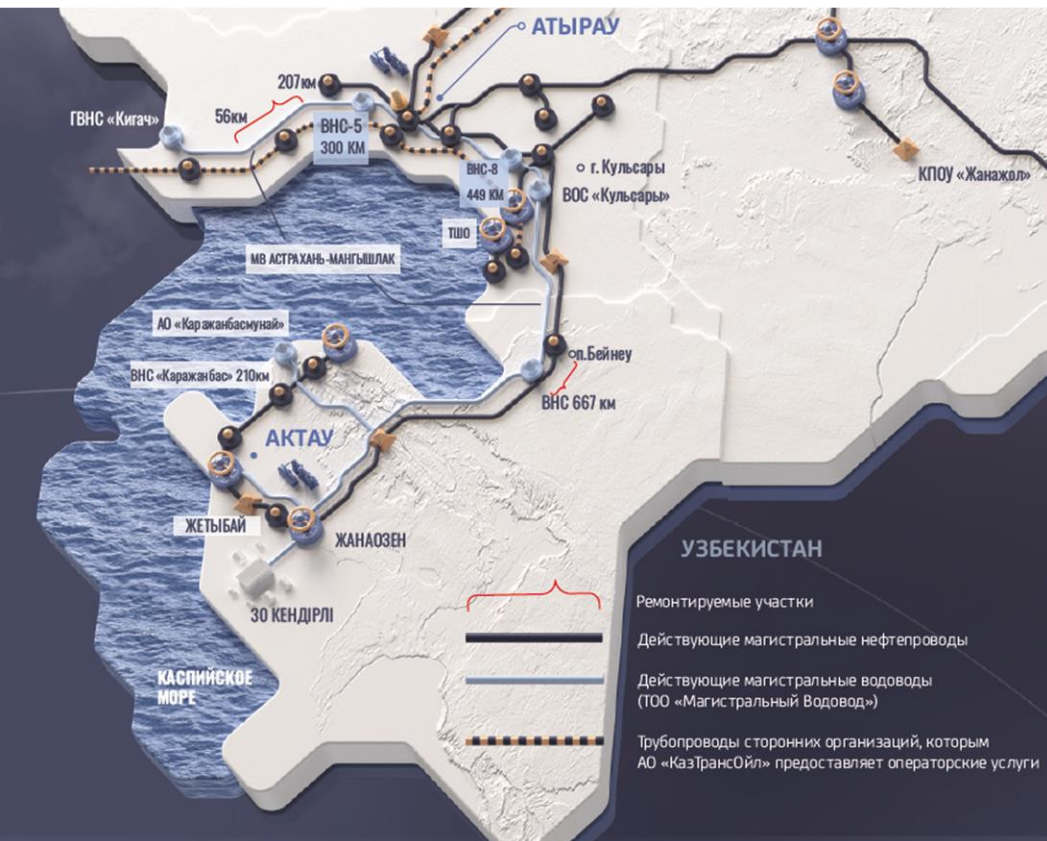 АТЫРАУ
207км
56км
ГВНС «Кигач»
ВНС-5
300 КМ
ВНС-8
449 КМ
г. Кульсары
ВОС «Кульсары»
КПОУ «Жанажол»
ТШО
МВ АСТРАХАНЬ-МАНГЫШЛАК
АО «Каражанбасмунай»
ВНС «Каражанбас» 210км
п.Бейнеу
ВНС 667 км
АКТАУ
ЖЕТЫБАЙ
ЖАНАОЗЕН
ЗО КЕНДІРЛІ
КАСПИЙСКОЕ
МОРЕ
УЗБЕКИСТАН
Ремонтируемые участки
Действующие магистральные нефтепроводы
Действующие магистральные водоводы
(ТОО «Магистральный Водовод»)
Трубопроводы сторонних организаций, которым
АО «КазТрансОйл» предоставляет операторские услуги